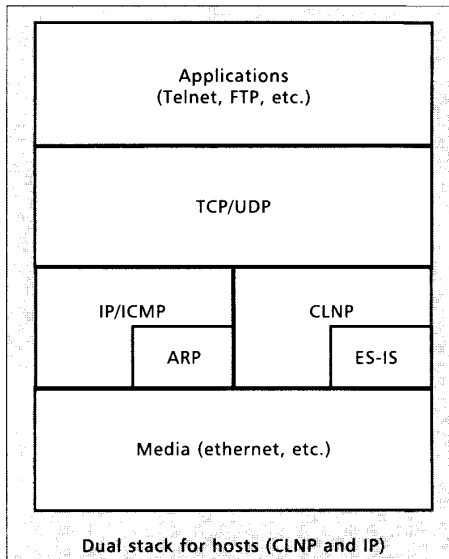 Applications
(Telnet, FTP, etc.)
TCP/UDP
IP/ICMP
CLNP
ARP
ES-IS
Media (ethernet, etc.)
Dual stack for hosts (CLNP and IP)